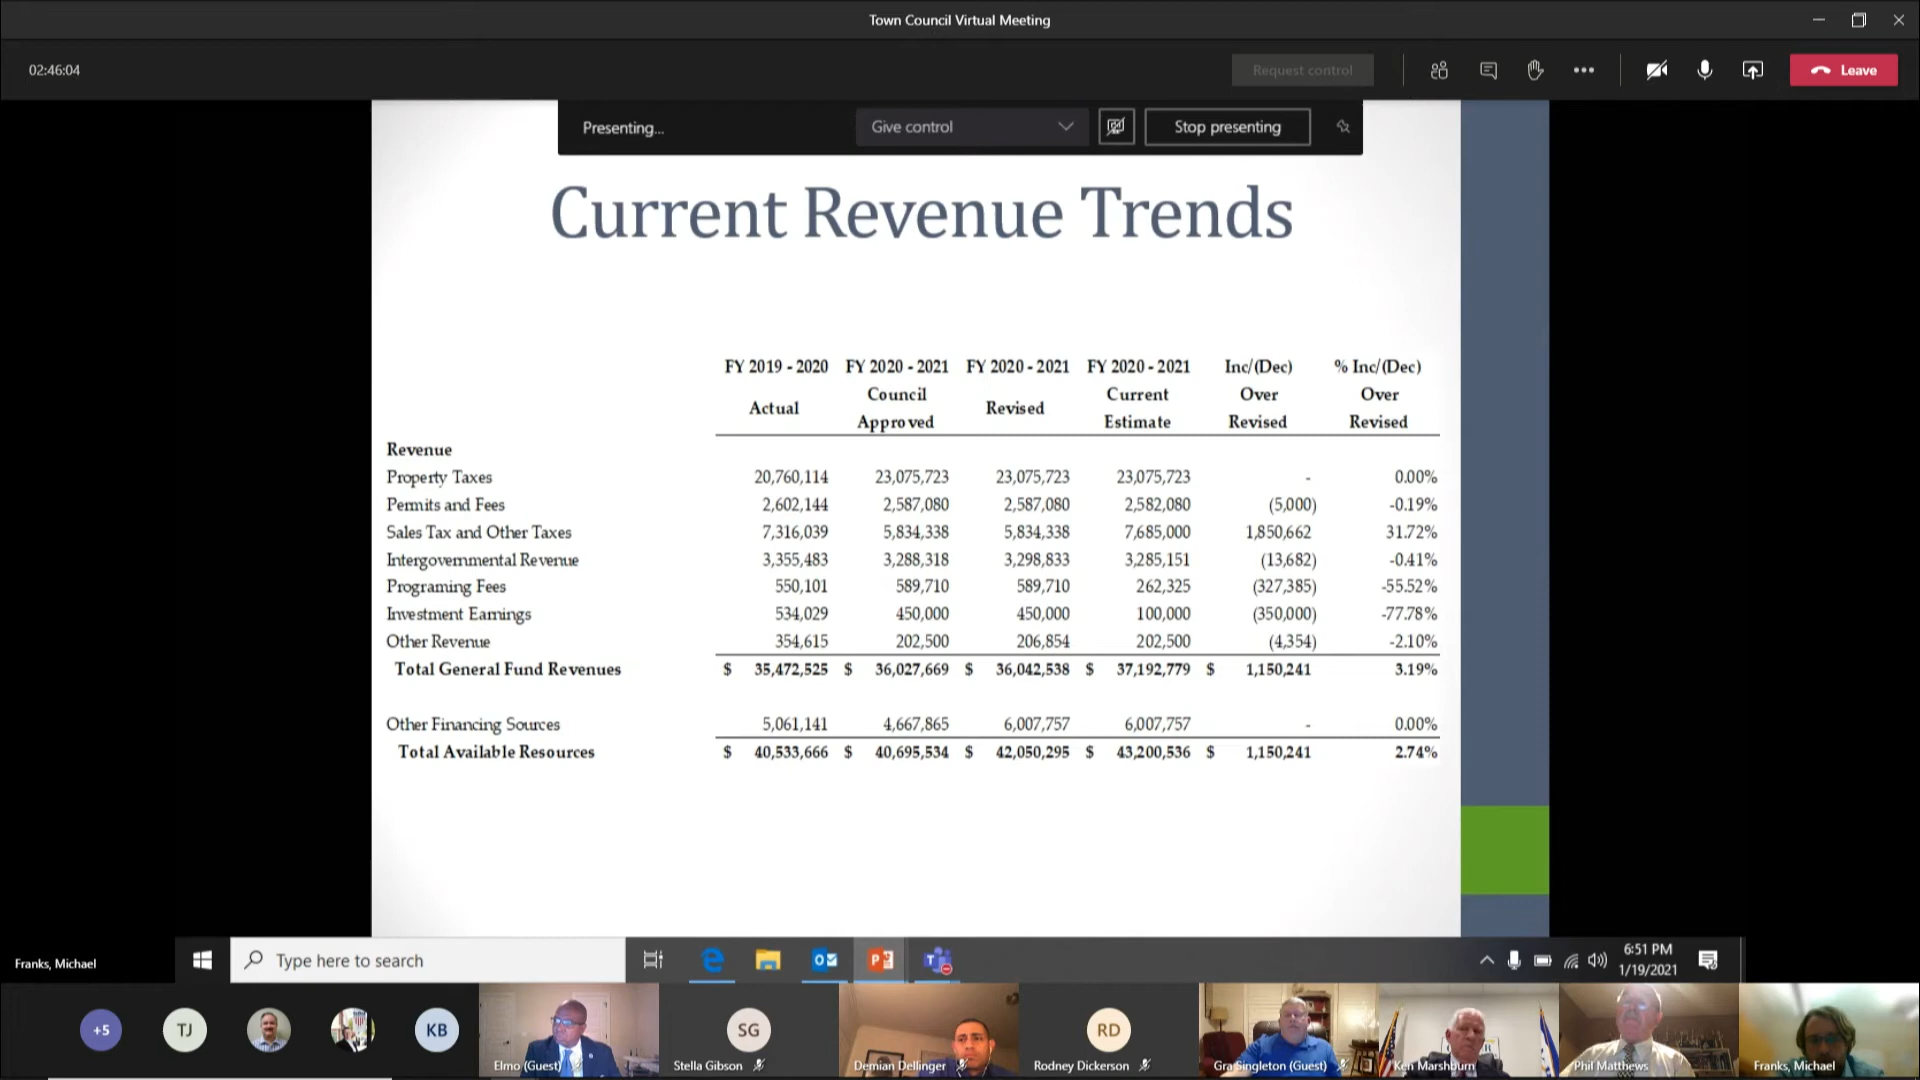 Town Council Virtual Meeting
02:46:04
Request control
Leave
Presenting...
Give control
Stop presenting
Current Revenue Trends
FY 2019 - 2020 FY 2020 - 2021 FY 2020 - 2021 FY 2020 - 2021 Inc/(Dec) % Inc/(Dec)
Actual Council Approved Revised Current Estimate Over Revised Over Revised
Revenue
Property Taxes 20,760,114 23,075,723 23,075,723 23,075,723 - 0.00%
Permits and Fees 2,602,144 2,587,080 2,587,080 2,582,080 (5,000) -0.19%
Sales Tax and Other Taxes 7,316,039 5,834,338 5,834,338 7,685,000 1,850,662 31.72%
Intergovernmental Revenue 3,355,483 3,288,318 3,298,833 3,285,151 (13,682) -0.41%
Programing Fees 550,101 589,710 589,710 262,325 (327,385) -55.52%
Investment Earnings 534,029 450,000 450,000 100,000 (350,000) -77.78%
Other Revenue 354,615 202,500 206,854 202,500 (4,354) -2.10%
Total General Fund Revenues $ 35,472,525 $ 36,027,669 $ 36,042,538 $ 37,192,779 $ 1,150,241 3.19%
Other Financing Sources 5,061,141 4,667,865 6,007,757 6,007,757 - 0.00%
Total Available Resources $ 40,533,666 $ 40,695,534 $ 42,050,295 $ 43,200,536 $ 1,150,241 2.74%
Franks, Michael
Type here to search
6:51 PM
1/19/2021
+5
TJ
KB
Elmo (Guest)
SG
Stella Gibson
Demian Dellinger
RD
Rodney Dickerson
Gra Singleton (Guest)
Ken Marshburn
Phil Matthews
Franks, Michael